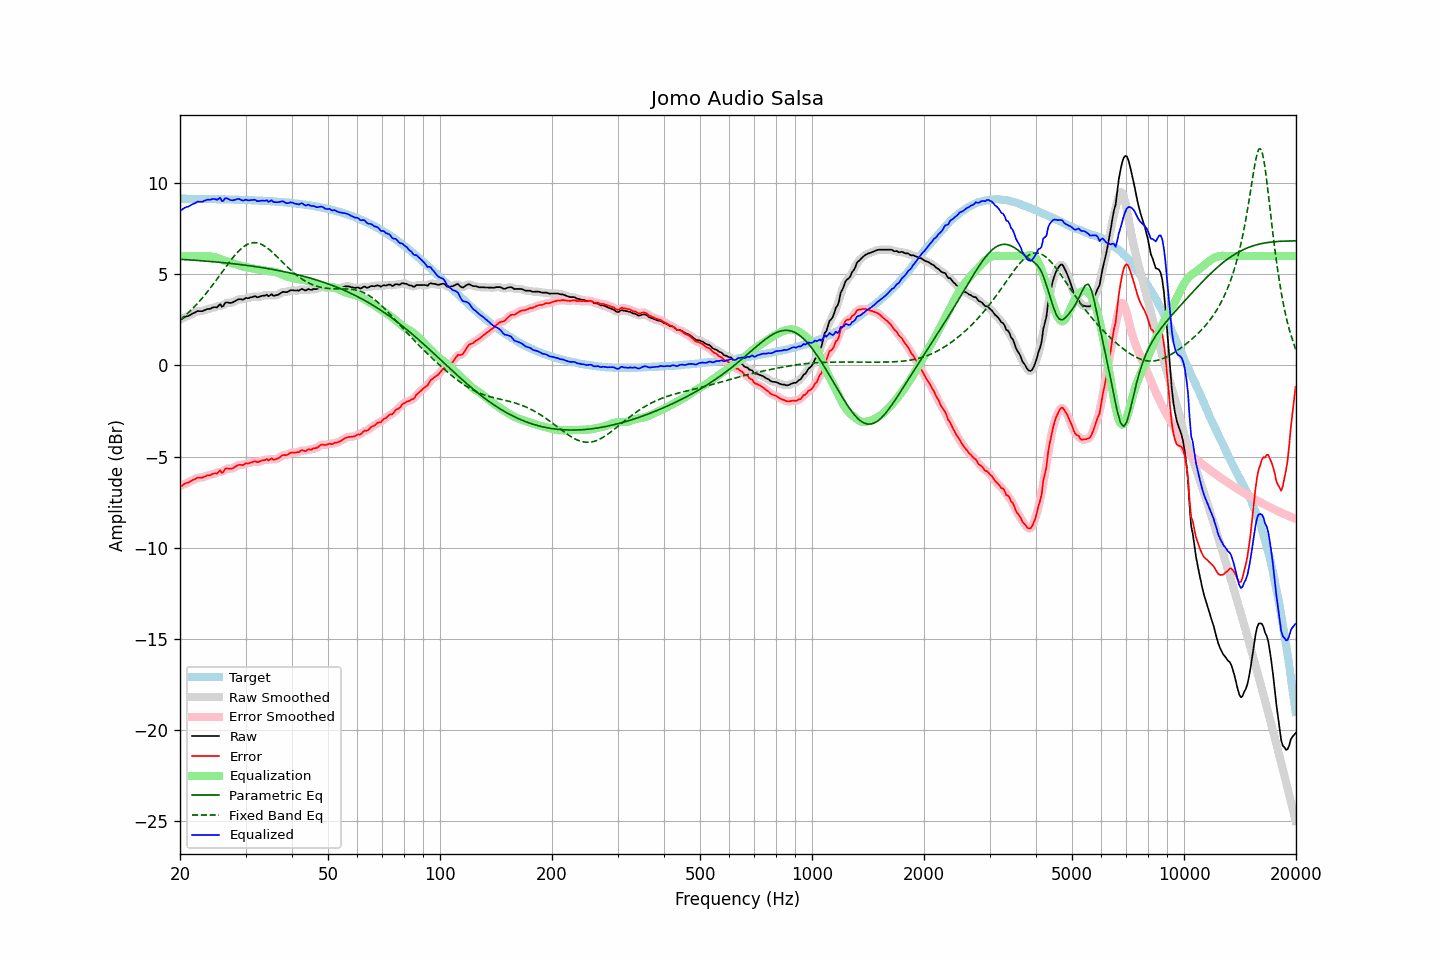 Jomo Audio Salsa
Amplitude (dBr)
10
5
0
−5
−10
−15
−20
−25
Target
Raw Smoothed
Error Smoothed
Raw
Error
Equalization
Parametric Eq
Fixed Band Eq
Equalized
20 50 100 200 500 1000 2000 5000 10000 20000
Frequency (Hz)